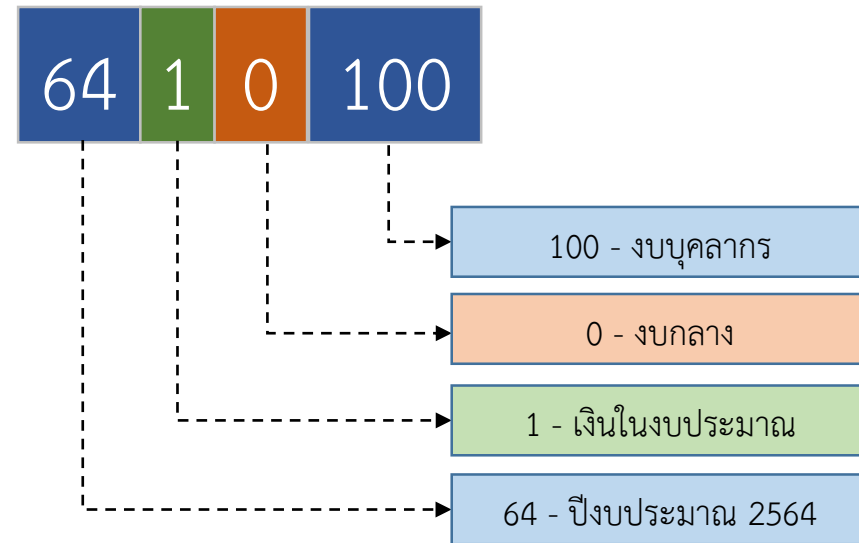 64 1 0 100
100 - งบบุคลากร
0 - งบกลาง
1 - เงินในงบประมาณ
64 - ปีงบประมาณ 2564